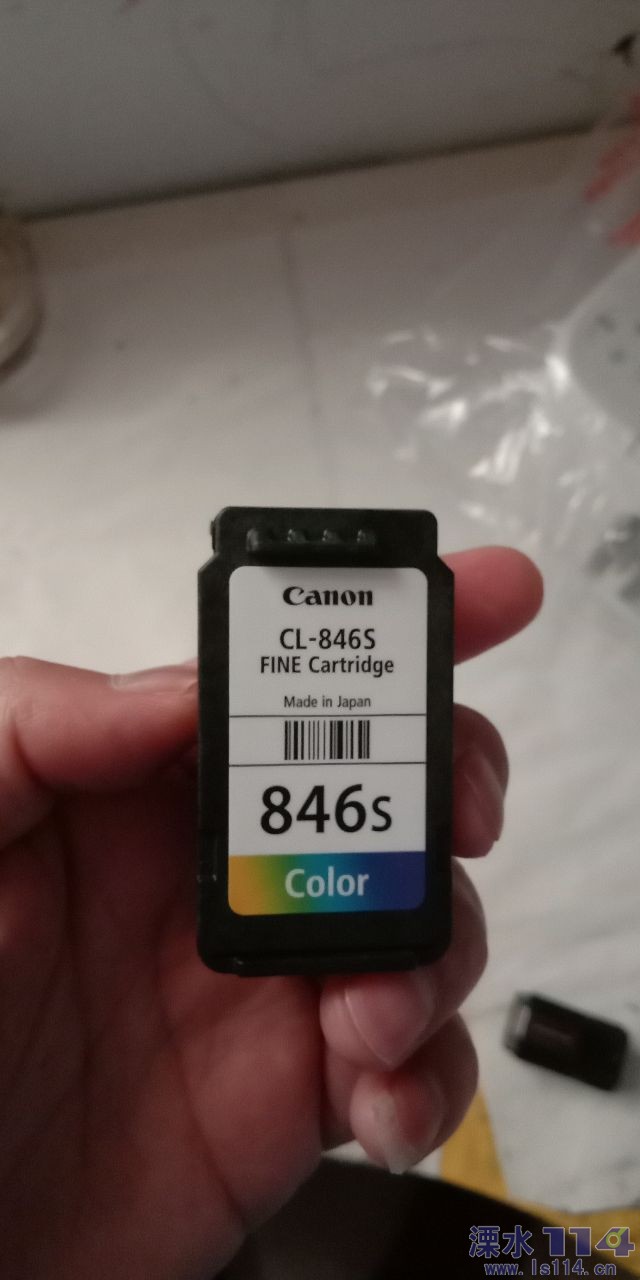 Canon
CL-846S
FINE Cartridge
Made in Japan
846s
Color
溧水114
www.ls114.cn